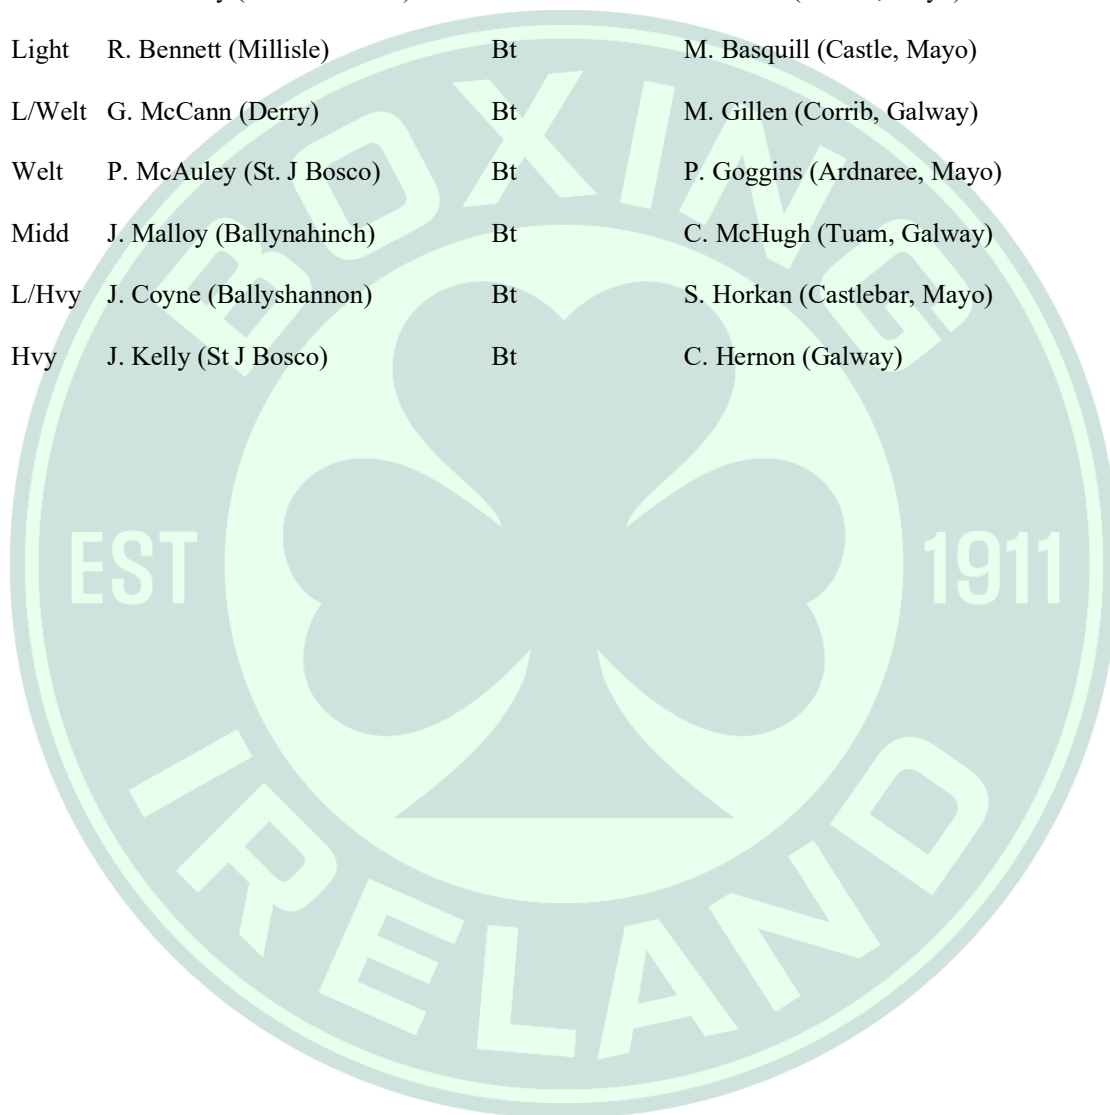 Light R. Bennett (Millisle) Bt M. Basquill (Castle, Mayo)
L/Welt G. McCann (Derry) Bt M. Gillen (Corrib, Galway)
Welt P. McAuley (St. J Bosco) Bt P. Goggins (Ardnaree, Mayo)
Midd J. Malloy (Ballynahinch) Bt C. McHugh (Tuam, Galway)
L/Hvy J. Coyne (Ballyshannon) Bt S. Horkan (Castlebar, Mayo)
Hvy J. Kelly (St J Bosco) Bt C. Hernon (Galway)
BOXING
EST 1911
IRELAND